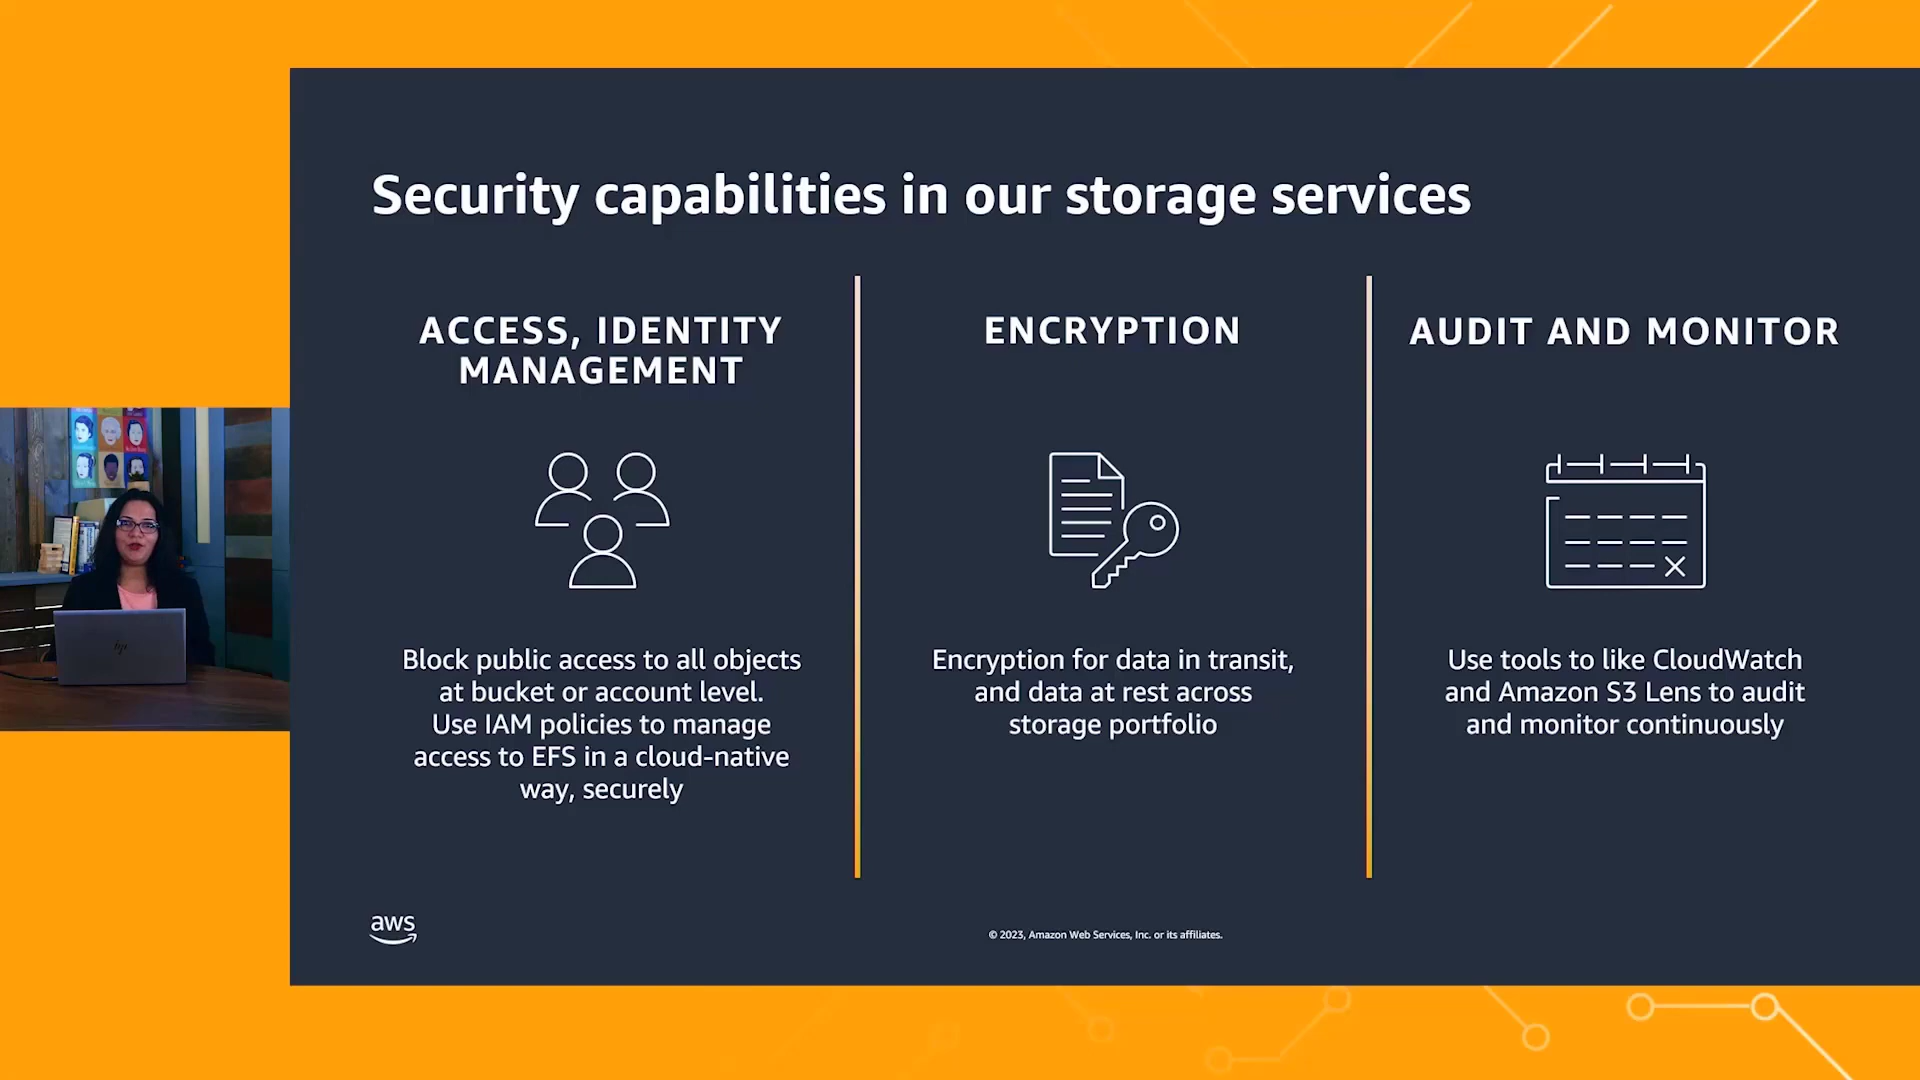 Security capabilities in our storage services
ACCESS, IDENTITY
MANAGEMENT
Block public access to all objects
at bucket or account level.
Use IAM policies to manage
access to EFS in a cloud-native
way, securely
ENCRYPTION
Encryption for data in transit,
and data at rest across
storage portfolio
AUDIT AND MONITOR
Use tools to like CloudWatch
and Amazon S3 Lens to audit
and monitor continuously
aws
© 2023, Amazon Web Services, Inc. or its affiliates.
hp